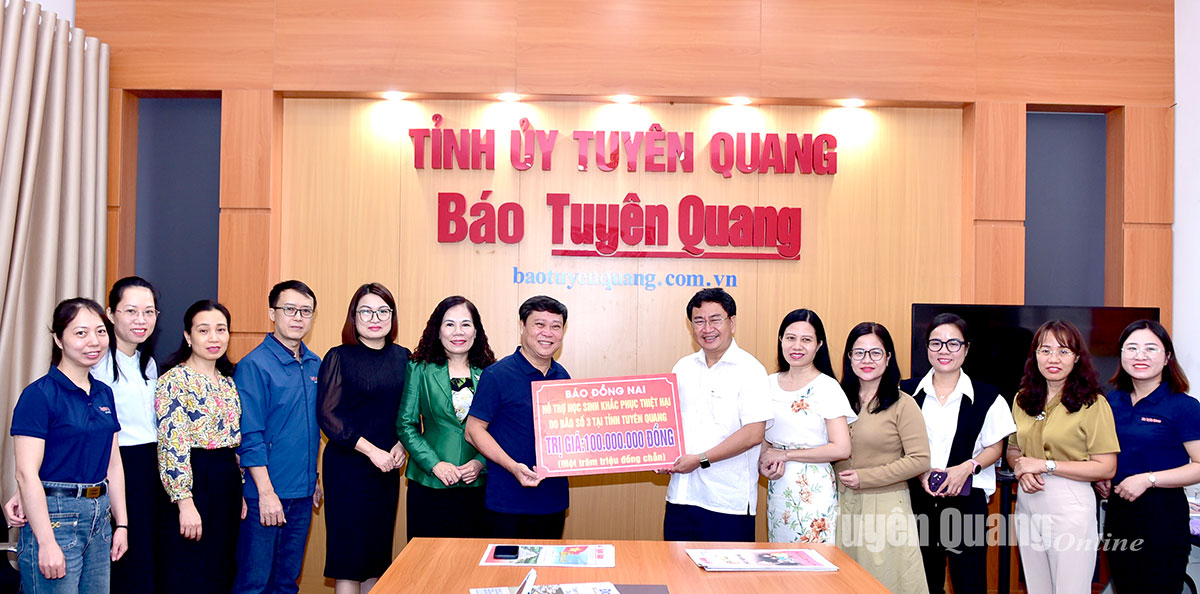 TỈNH ỦY TUYÊN QUANG
Báo Tuyên Quang
baotuyenquang.com.vn
BÁO ĐỒNG NAI
HỖ TRỢ HỌC SINH KHẮC PHỤC THIỆT HẠI
DO BÃO SỐ 3 TẠI TỈNH TUYÊN QUANG
TRỊ GIÁ:100.000.000 ĐỒNG
(Một trăm triệu đồng chẵn)
Tuyên Quang Online